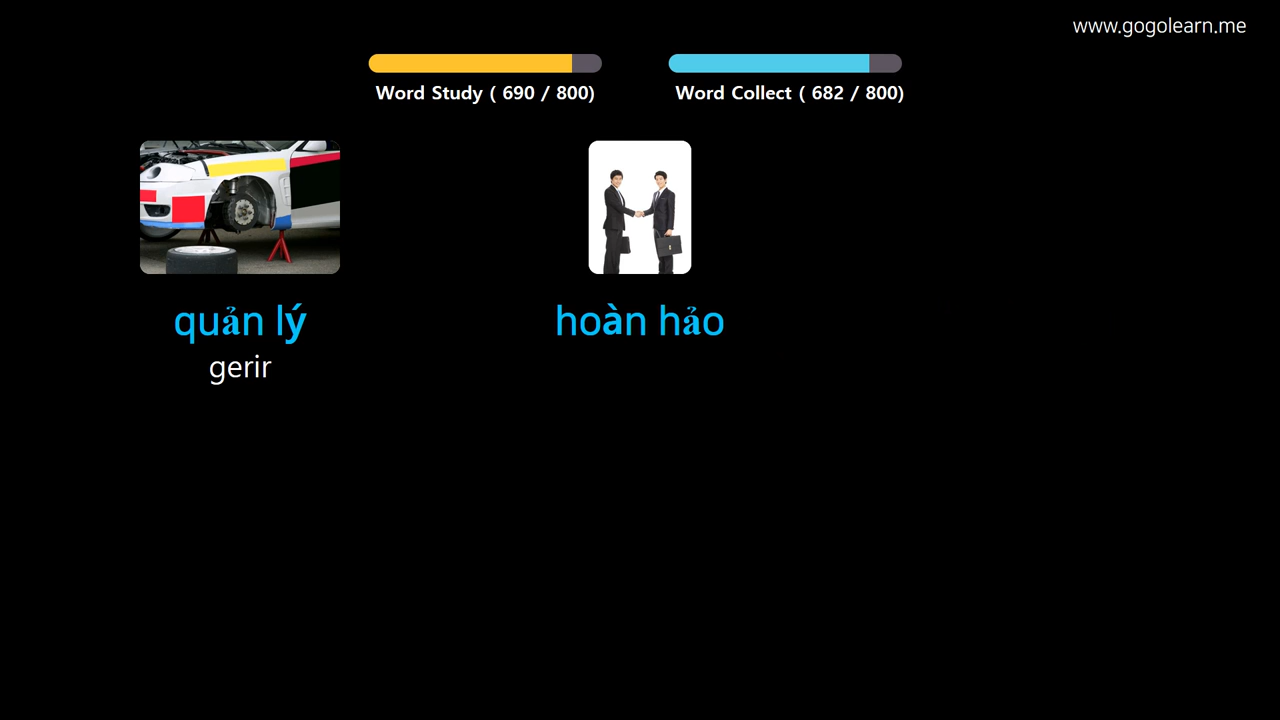 www.gogolearn.me
Word Study ( 690 / 800)
Word Collect ( 682 / 800)
quản lý
hoàn hảo
gerir